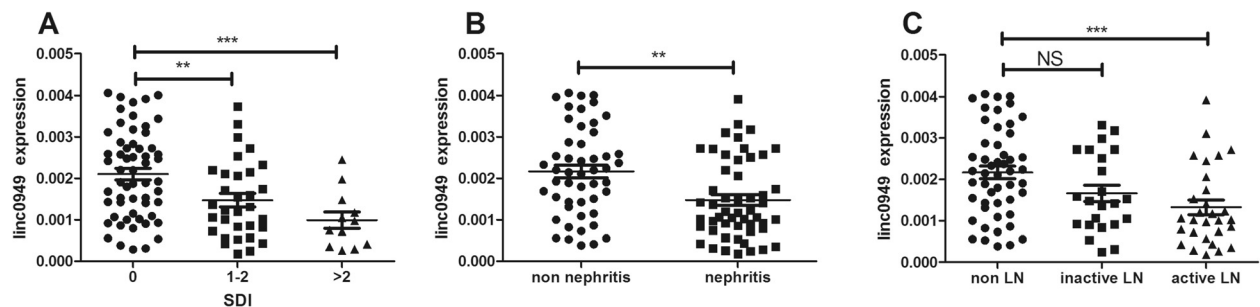 A
***
**
linc0949 expression
0.005
0.004
0.003
0.002
0.001
0.000
0 1-2 >2
SDI
B
**
linc0949 expression
0.005
0.004
0.003
0.002
0.001
0.000
non nephritis nephritis
C
***
NS
linc0949 expression
0.005
0.004
0.003
0.002
0.001
0.000
non LN inactive LN active LN